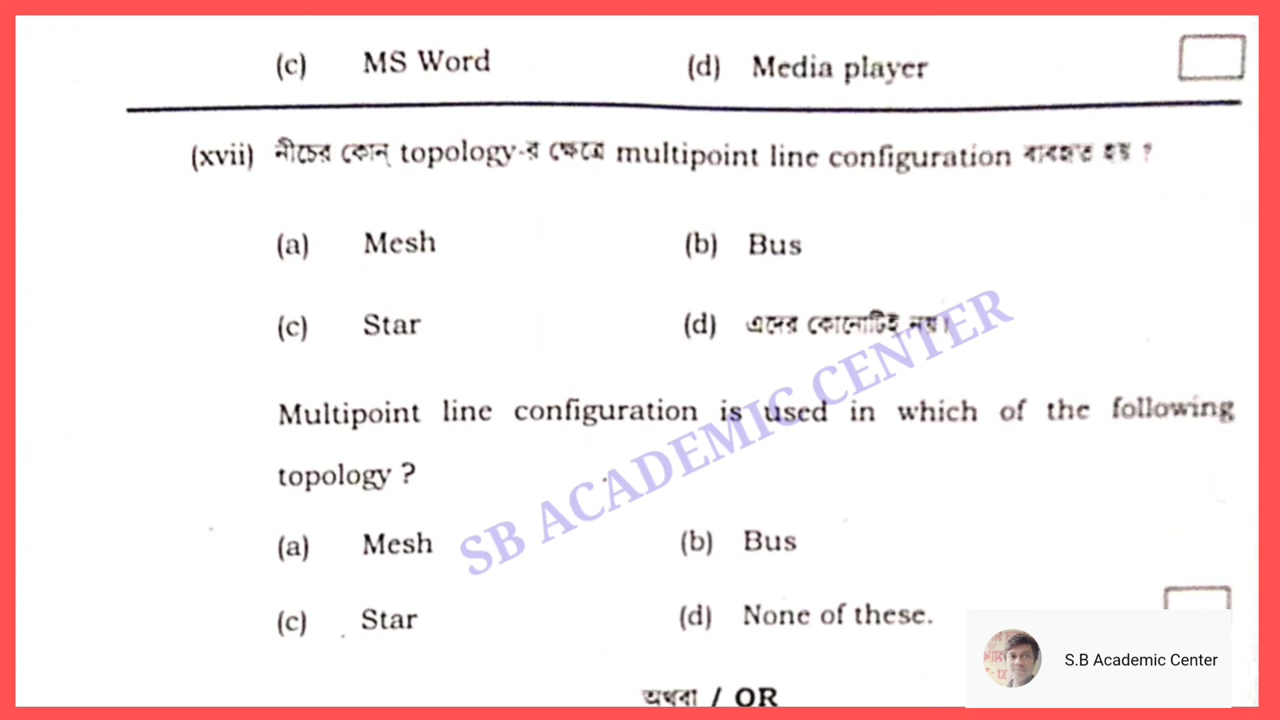 (c) MS Word (d) Media player
(xvii) নীচের কোন্ topology-র ক্ষেত্রে multipoint line configuration ব্যবহৃত হয় ?
(a) Mesh (b) Bus
(c) Star (d) এদের কোনোটিই নয়।
Multipoint line configuration is used in which of the following
topology ?
(a) Mesh (b) Bus
(c) Star (d) None of these.
SB ACADEMIC CENTER
S.B Academic Center
অথবা / OR